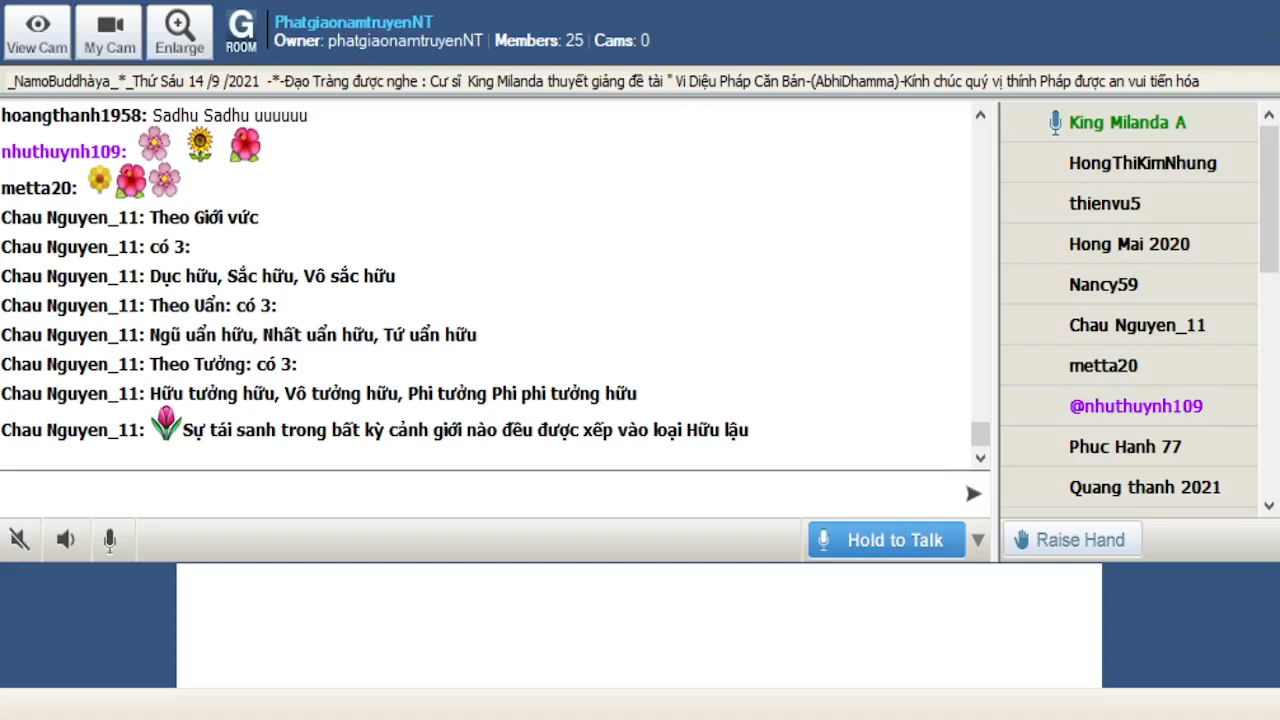 View Cam
My Cam
Enlarge
G
ROOM
PhatgiaonamtruyenNT
Owner: phatgiaonamtruyenNT | Members: 25 | Cams: 0
_NamoBuddhàya_*_Thứ Sáu 14 /9 /2021 -*-Đạo Tràng được nghe : Cư sĩ King Milanda thuyết giảng đề tài " Vi Diệu Pháp Căn Bản-(AbhiDhamma)-Kính chúc quý vị thính Pháp được an vui tiến hóa
hoangthanh1958: Sadhu Sadhu uuuuuu
nhuthuynh109:
metta20:
Chau Nguyen_11: Theo Giới vức
Chau Nguyen_11: có 3:
Chau Nguyen_11: Dục hữu, Sắc hữu, Vô sắc hữu
Chau Nguyen_11: Theo Uẩn: có 3:
Chau Nguyen_11: Ngũ uẩn hữu, Nhất uẩn hữu, Tứ uẩn hữu
Chau Nguyen_11: Theo Tưởng: có 3:
Chau Nguyen_11: Hữu tưởng hữu, Vô tưởng hữu, Phi tưởng Phi phi tưởng hữu
Chau Nguyen_11: Sự tái sanh trong bất kỳ cảnh giới nào đều được xếp vào loại Hữu lậu
King Milanda A
HongThiKimNhung
thienvu5
Hong Mai 2020
Nancy59
Chau Nguyen_11
metta20
@nhuthuynh109
Phuc Hanh 77
Quang thanh 2021
Hold to Talk
Raise Hand